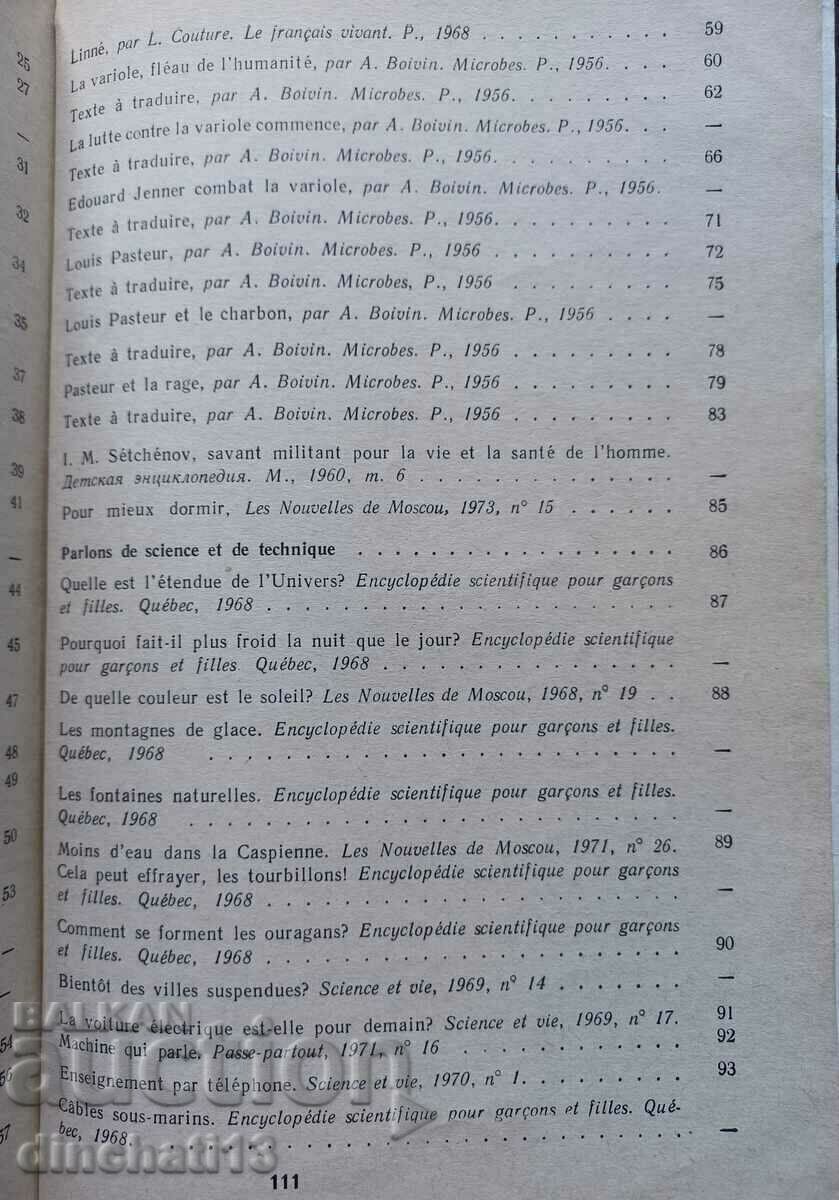 25
27
—
31
32
34
35
37
38
39
41
—
44
45
47
48
49
50
53
—
54
56
57
Linné, par L. Couture. Le français vivant. P., 1968 . . . . . . . . . . . 59
La variole, fléau de l'humanité, par A. Boivin. Microbes. P., 1956. . . . 60
Texte à traduire, par A. Boivin. Microbes. P., 1956. . . . . . . . . 62
La lutte contre la variole commence, par A. Boivin. Microbes. P., 1956. . . —
Texte à traduire, par A. Boivin. Microbes. P., 1956. . . . . . . . . . 66
Edouard Jenner combat la variole, par A. Boivin. Microbes. P., 1956. —
Texte à traduire, par A. Boivin. Microbes. P., 1956. . . . . . . . . . 71
Louis Pasteur, par A. Boivin. Microbes. P., 1956 . . . . . . . . . . 72
Texte à traduire, par A. Boivin. Microbes, P., 1956 . . . . . . . . . 75
Louis Pasteur et le charbon, par A. Boivin. Microbes. P., 1956 . . . . —
Texte à traduire, par A. Boivin. Microbes. P., 1956 . . . . . . . . . 78
Pasteur et la rage, par A. Boivin. Microbes. P., 1956 . . . . . . . . . 79
Texte à traduire, par A. Boivin. Microbes. P., 1956 . . . . . . . . . 83
I. M. Sétchénov, savant militant pour la vie et la santé de l'homme.
Детская энциклопедия. М., 1960, т. 6 . . . . . . . . . . . . . —
Pour mieux dormir, Les Nouvelles de Moscou, 1973, n° 15 . . . . . . 85
Parlons de science et de technique . . . . . . . . . . . . . . . . . 86
Quelle est l'étendue de l'Univers? Encyclopédie scientifique pour garçons
et filles. Québec, 1968 . . . . . . . . . . . . . . . . . . . . . 87
Pourquoi fait-il plus froid la nuit que le jour? Encyclopédie scientifique
pour garçons et filles. Québec, 1968 . . . . . . . . . . . . . . . —
De quelle couleur est le soleil? Les Nouvelles de Moscou, 1968, n° 19 . . 88
Les montagnes de glace. Encyclopédie scientifique pour garçons et filles.
Québec, 1968 . . . . . . . . . . . . . . . . . . . . . . . —
Les fontaines naturelles. Encyclopédie scientifique pour garçons et filles.
Québec, 1968 . . . . . . . . . . . . . . . . . . . . . . . —
Moins d'eau dans la Caspienne. Les Nouvelles de Moscou, 1971, n° 26. 89
Cela peut effrayer, les tourbillons! Encyclopédie scientifique pour garçons
et filles. Québec, 1968 . . . . . . . . . . . . . . . . . . . . . —
Comment se forment les ouragans? Encyclopédie scientifique pour garçons
et filles. Québec, 1968 . . . . . . . . . . . . . . . . . . . . . 90
Bientôt des villes suspendues? Science et vie, 1969, n° 14 . . . . . . —
La voiture électrique est-elle pour demain? Science et vie, 1969, n° 17. 91
Machine qui parle. Passe-partout, 1971, n° 16 . . . . . . . . . . . 92
Enseignement par téléphone. Science et vie, 1970, n° 1. . . . . . . . . 93
Câbles sous-marins. Encyclopédie scientifique pour garçons et filles. Qué-
bec, 1968. . . . . . . . . . . . . . . . . . . . . . . . . . . —
111
BALKAN
auction
dinchati13